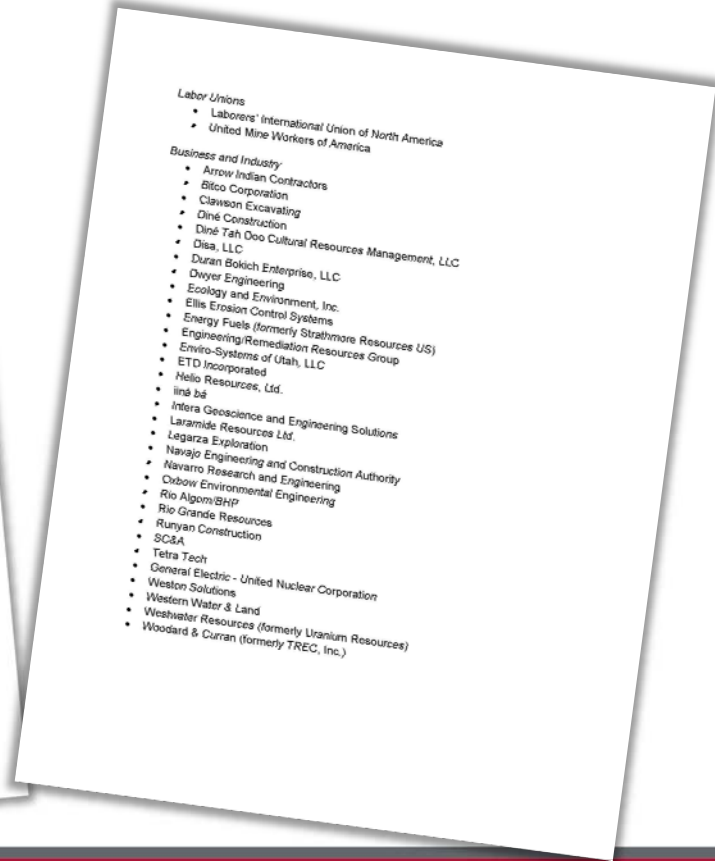 Labor Unions
• Laborers' International Union of North America
• United Mine Workers of America
Business and Industry
• Arrow Indian Contractors
• Bitco Corporation
• Clawson Excavating
• Diné Construction
• Diné Tah Doo Cultural Resources Management, LLC
• Disa, LLC
• Duran Bokich Enterprise, LLC
• Dwyer Engineering
• Ecology and Environment, Inc.
• Ellis Erosion Control Systems
• Energy Fuels (formerly Strathmore Resources US)
• Engineering/Remediation Resources Group
• Enviro-Systems of Utah, LLC
• ETD Incorporated
• Helio Resources, Ltd.
• iiná bá
• Intera Geoscience and Engineering Solutions
• Laramide Resources Ltd.
• Legarza Exploration
• Navajo Engineering and Construction Authority
• Navarro Research and Engineering
• Oxbow Environmental Engineering
• Rio Algom/BHP
• Rio Grande Resources
• Runyan Construction
• SC&A
• Tetra Tech
• General Electric - United Nuclear Corporation
• Weston Solutions
• Western Water & Land
• Westwater Resources (formerly Uranium Resources)
• Woodard & Curran (formerly TREC, Inc.)